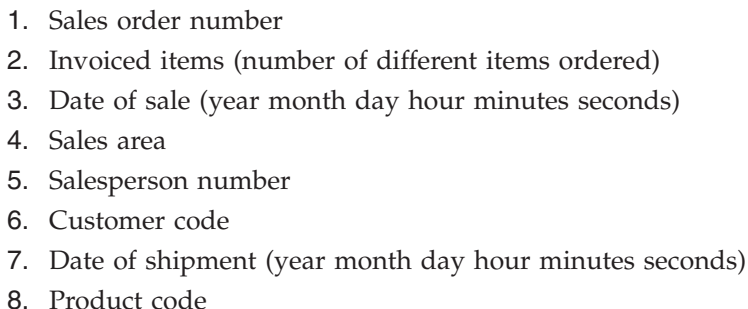 1. Sales order number
2. Invoiced items (number of different items ordered)
3. Date of sale (year month day hour minutes seconds)
4. Sales area
5. Salesperson number
6. Customer code
7. Date of shipment (year month day hour minutes seconds)
8. Product code